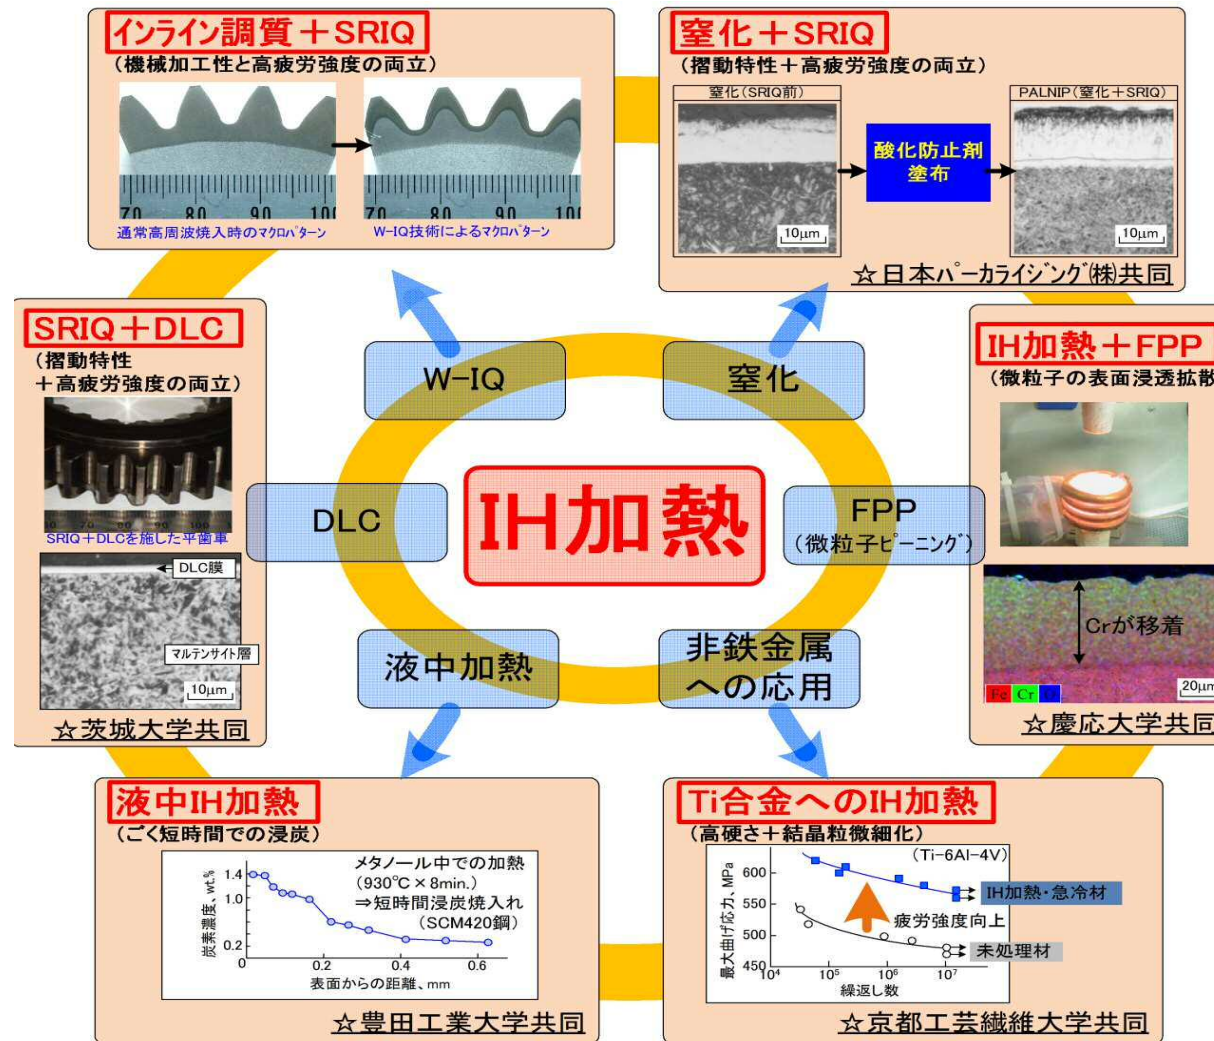 インライン調質＋SRIQ
(機械加工性と高疲労強度の両立)
70 80 90 100
70 80 90 10
通常高周波焼入時のマクロパターン
W-IQ技術によるマクロパターン
窒化＋SRIQ
(摺動特性＋高疲労強度の両立)
窒化(SRIQ前)
PALNIP(窒化＋SRIQ)
酸化防止剤
塗布
10μm
10μm
☆日本パーカライジング(株)共同
SRIQ＋DLC
(摺動特性
＋高疲労強度の両立)
60 70 80 90 100
SRIQ＋DLCを施した平歯車
DLC膜
マルテンサイト層
10μm
☆茨城大学共同
W-IQ
窒化
DLC
IH加熱
FPP
(微粒子ピーニング)
液中加熱
非鉄金属
への応用
IH加熱＋FPP
(微粒子の表面浸透拡散
Crが移着
Fe Cr
20μm
☆慶応大学共同
液中IH加熱
(ごく短時間での浸炭)
メタノール中での加熱
(930℃×8min.)
⇒短時間浸炭焼入れ
(SCM420鋼)
炭素濃度、wt.%
1.4
1.0
0.2
0 0.2 0.4 0.6
表面からの距離、mm
☆豊田工業大学共同
Ti合金へのIH加熱
(高硬さ＋結晶粒微細化)
(Ti-6Al-4V)
最大曲げ応力、MPa
600
550
500
450
IH加熱・急冷材
疲労強度向上
未処理材
10⁴ 10⁵ 10⁶ 10⁷
繰返し数
☆京都工芸繊維大学共同